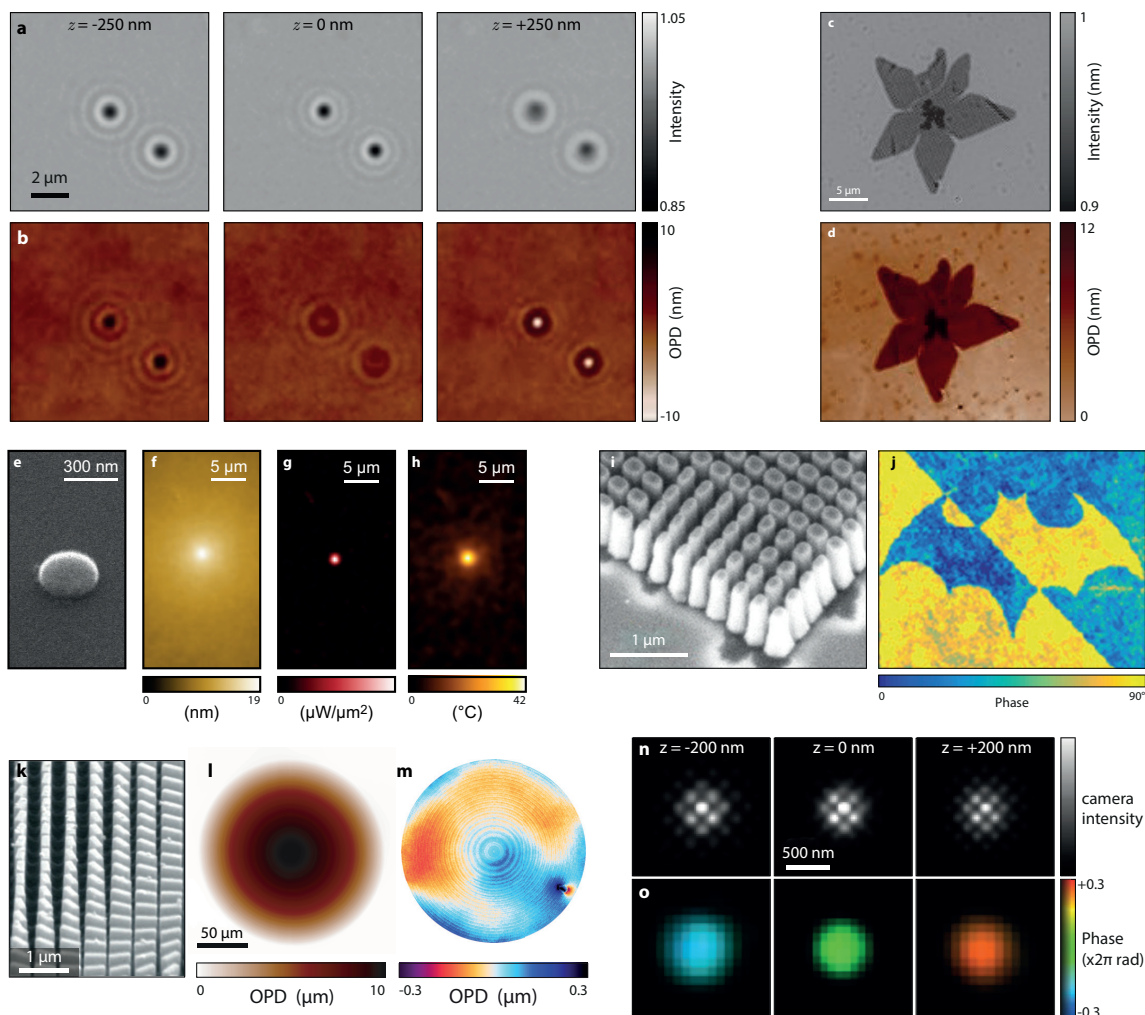 a
z = -250 nm
z = 0 nm
z = +250 nm
2 µm
1.05
Intensity
0.85
b
10
OPD (nm)
-10
c
5 µm
1
Intensity (nm)
0.9
d
12
OPD (nm)
0
e
300 nm
f
5 µm
0
19
(nm)
g
5 µm
0
(µW/µm²)
h
5 µm
0
42
(°C)
i
1 µm
j
0
90°
Phase
k
1 µm
l
50 µm
0
10
OPD (µm)
m
-0.3
0.3
OPD (µm)
n
z = -200 nm
z = 0 nm
z = +200 nm
500 nm
camera
intensity
o
+0.3
Phase
(x2π rad)
-0.3